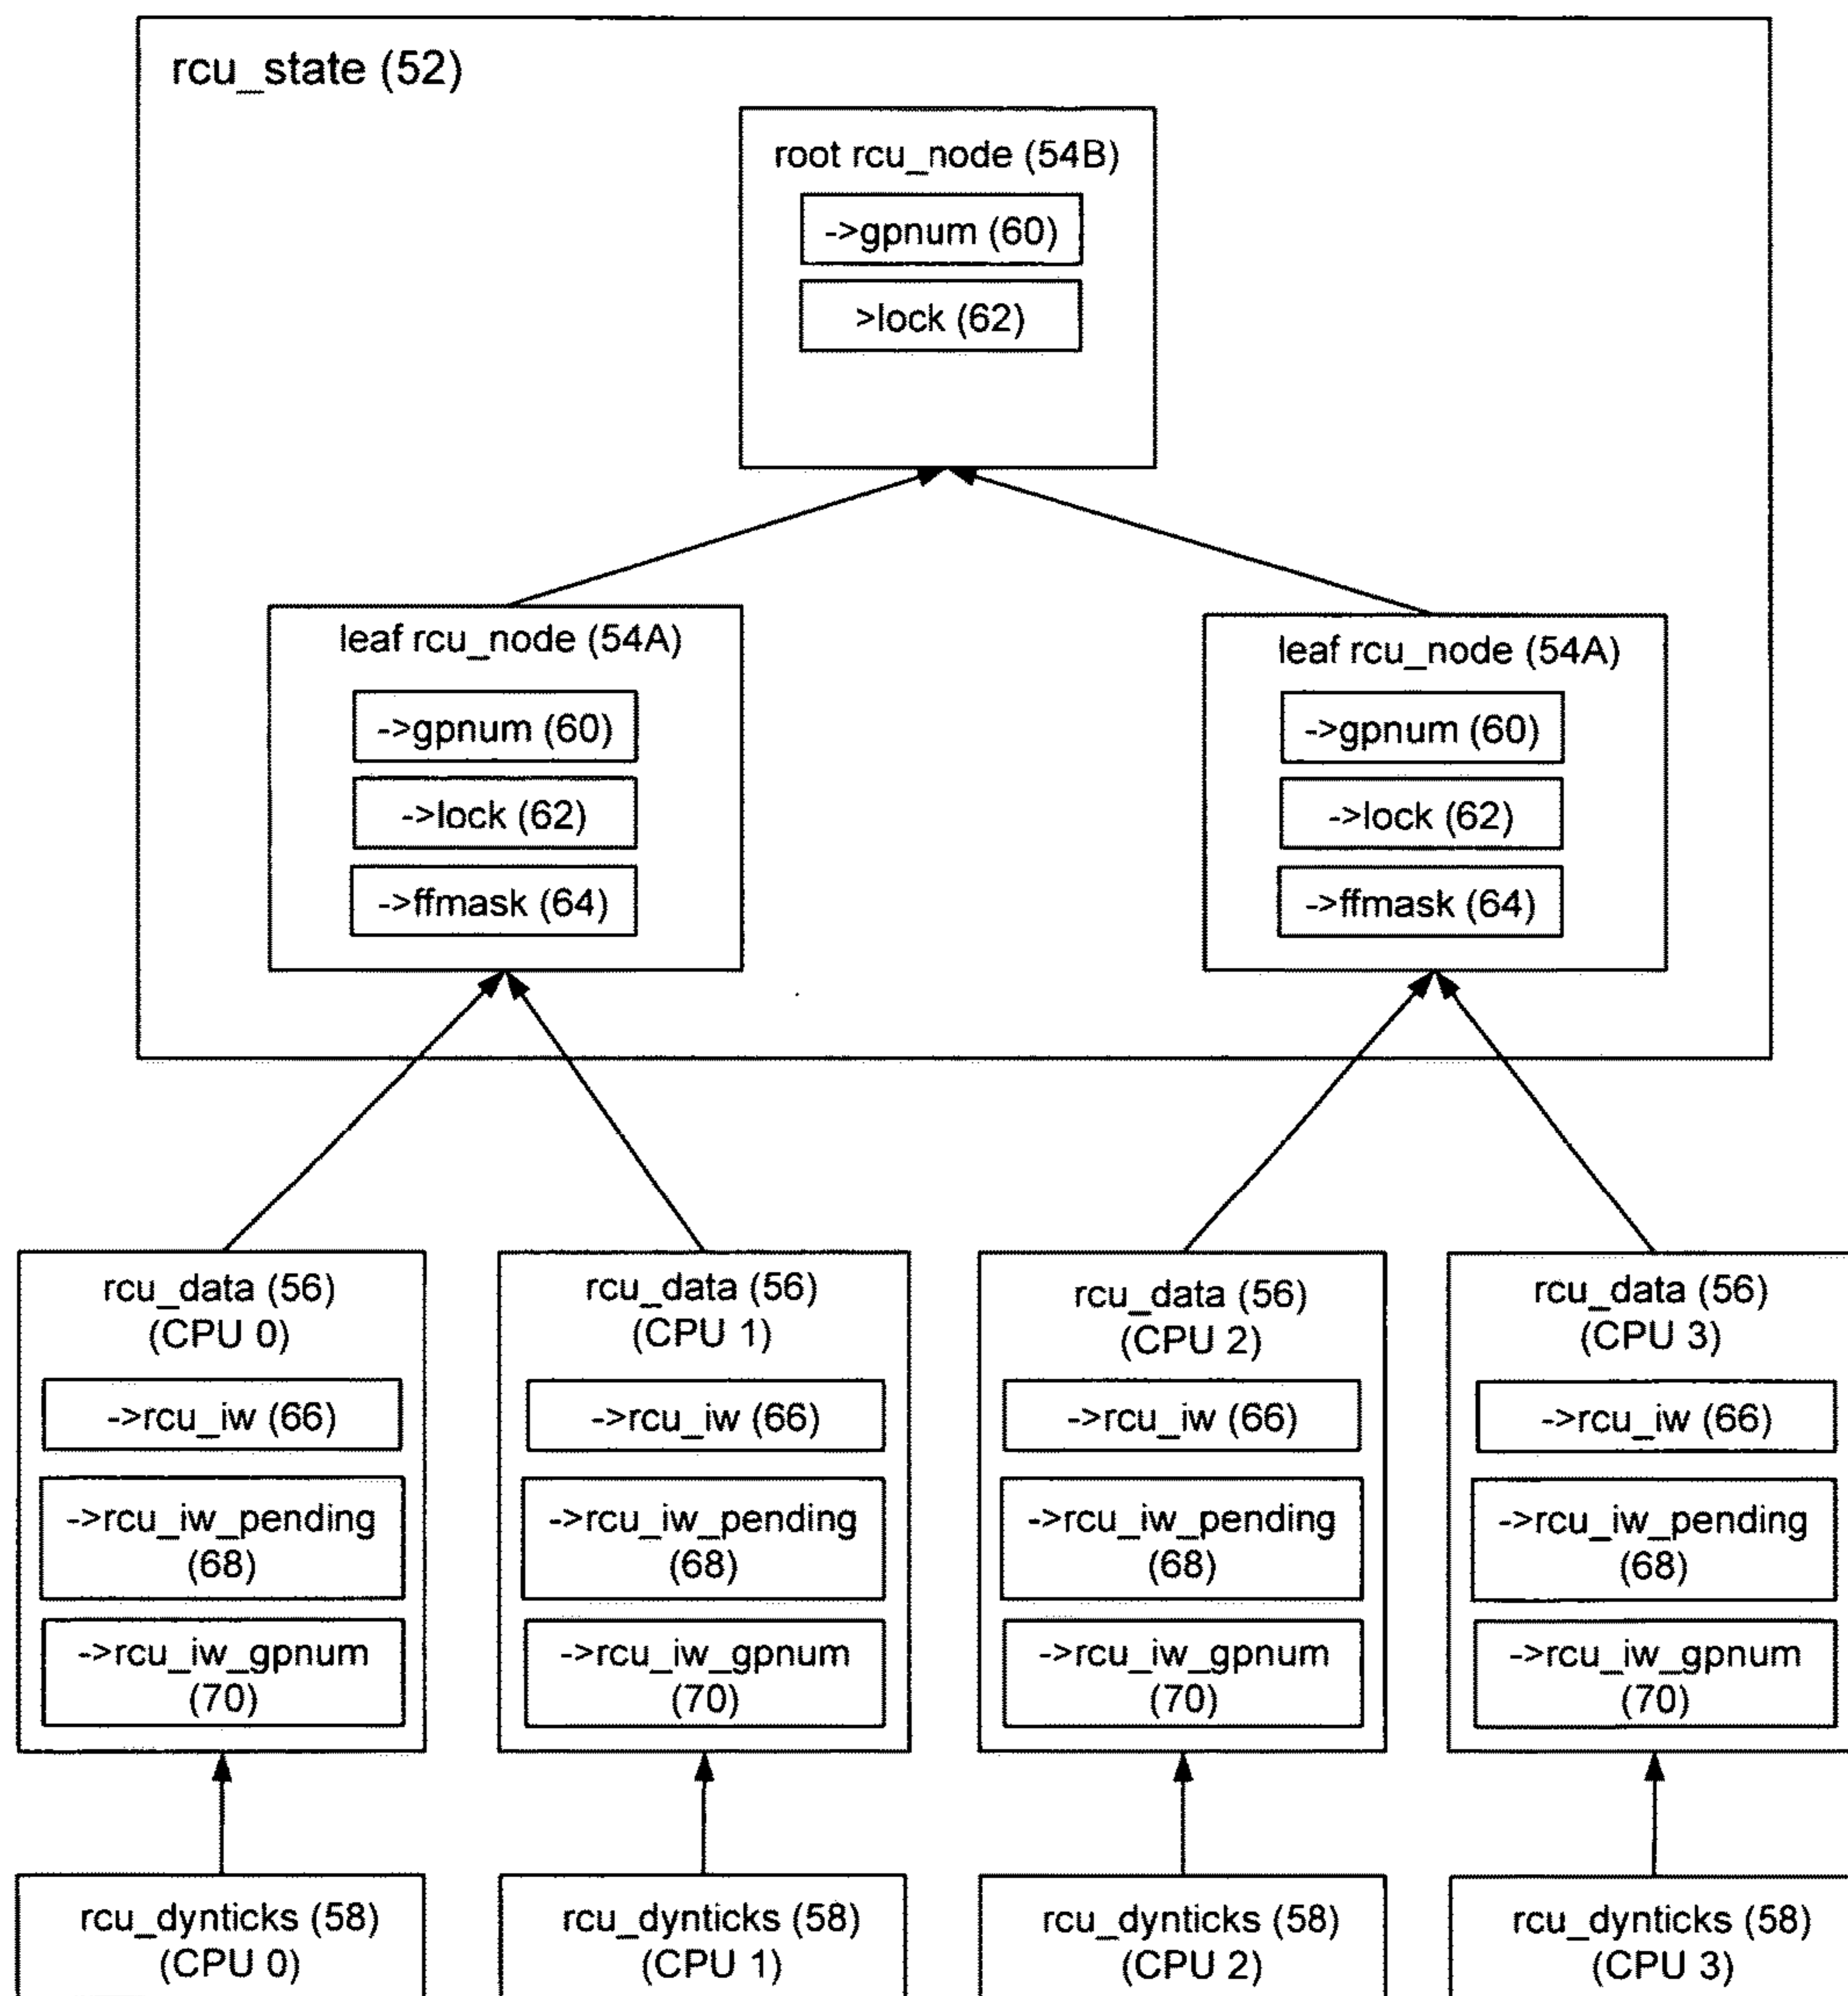 rcu_state (52)
root rcu_node (54B)
->gpnum (60)
>lock (62)
leaf rcu_node (54A)
->gpnum (60)
->lock (62)
->ffmask (64)
leaf rcu_node (54A)
->gpnum (60)
->lock (62)
->ffmask (64)
rcu_data (56)
(CPU 0)
->rcu_iw (66)
->rcu_iw_pending
(68)
->rcu_iw_gpnum
(70)
rcu_data (56)
(CPU 1)
->rcu_iw (66)
->rcu_iw_pending
(68)
->rcu_iw_gpnum
(70)
rcu_data (56)
(CPU 2)
->rcu_iw (66)
->rcu_iw_pending
(68)
->rcu_iw_gpnum
(70)
rcu_data (56)
(CPU 3)
->rcu_iw (66)
->rcu_iw_pending
(68)
->rcu_iw_gpnum
(70)
rcu_dynticks (58)
(CPU 0)
rcu_dynticks (58)
(CPU 1)
rcu_dynticks (58)
(CPU 2)
rcu_dynticks (58)
(CPU 3)